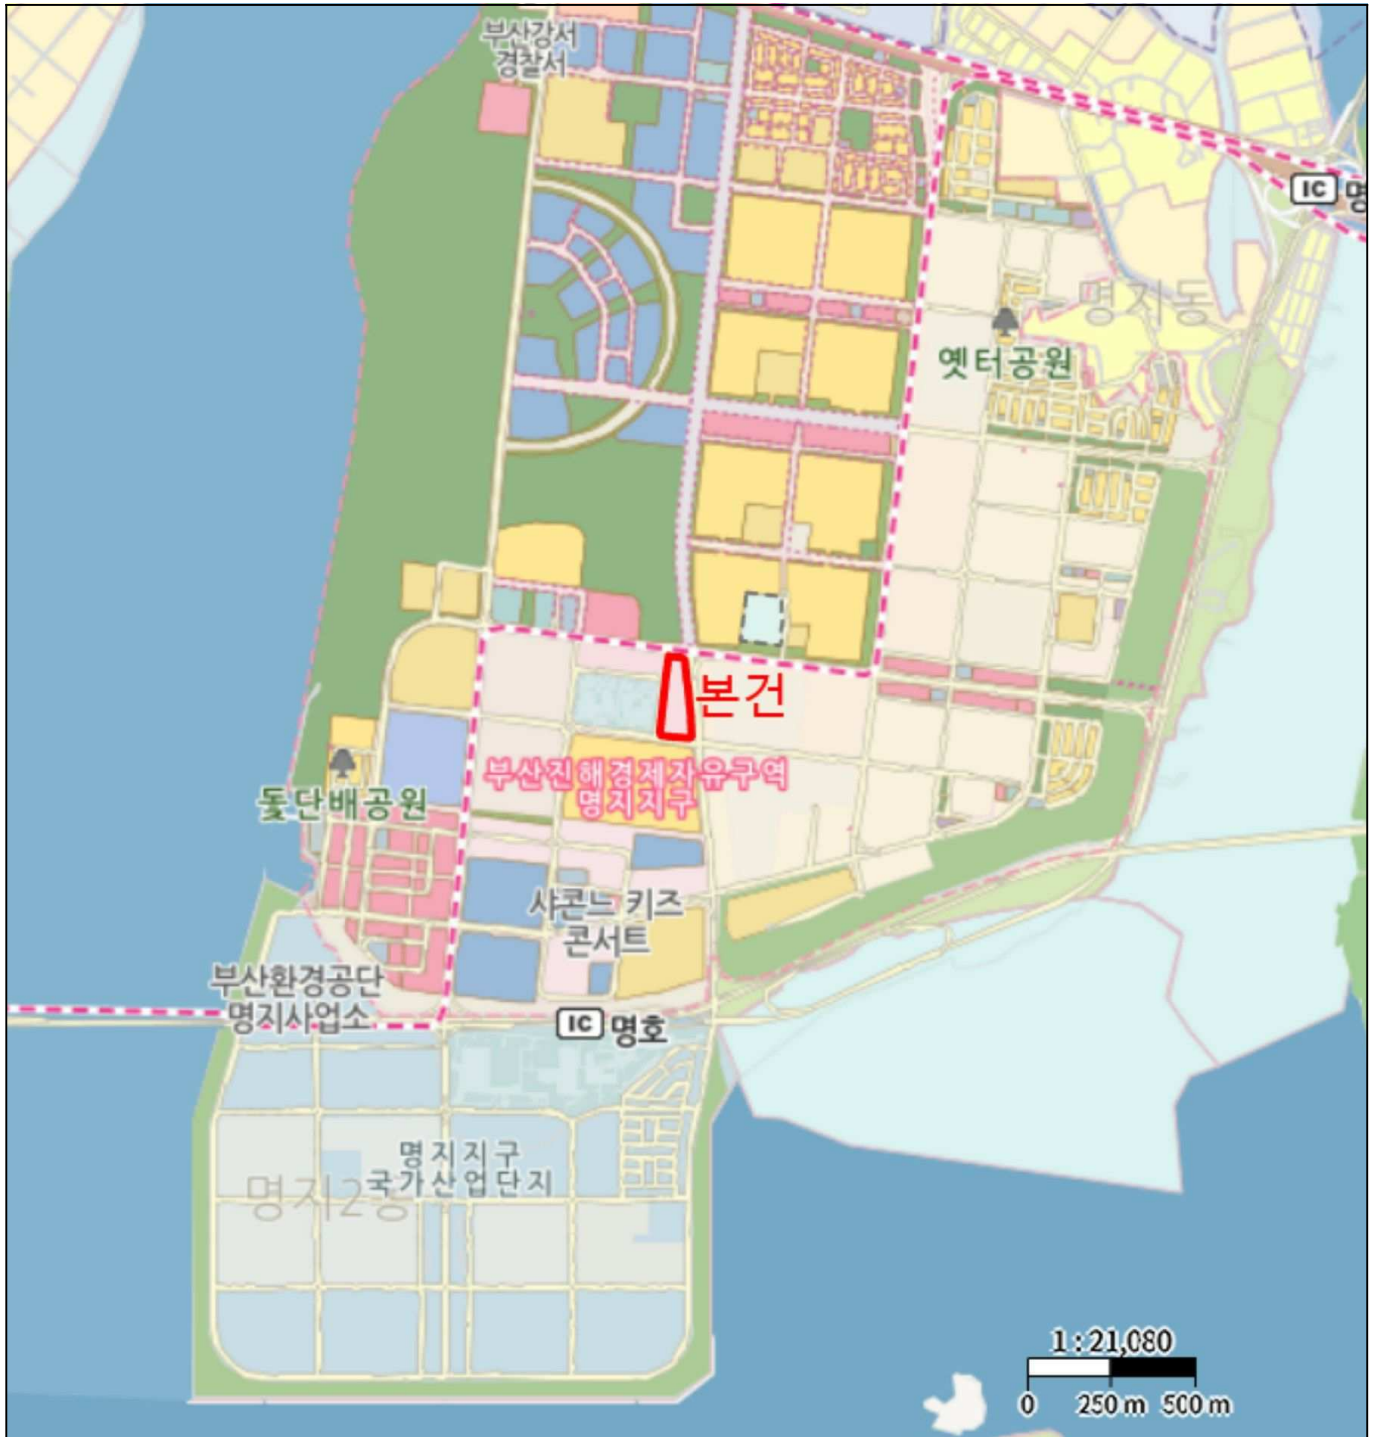 부산강서
경찰서
IC 명
명지동
옛터공원
본건
부산진해경제자유구역
명지지구
돛단배공원
샤콘느 키즈
콘서트
부산환경공단
명지사업소
IC 명호
명지지구
국가산업단지
명지2동
1 : 21,080
0 250 m 500 m